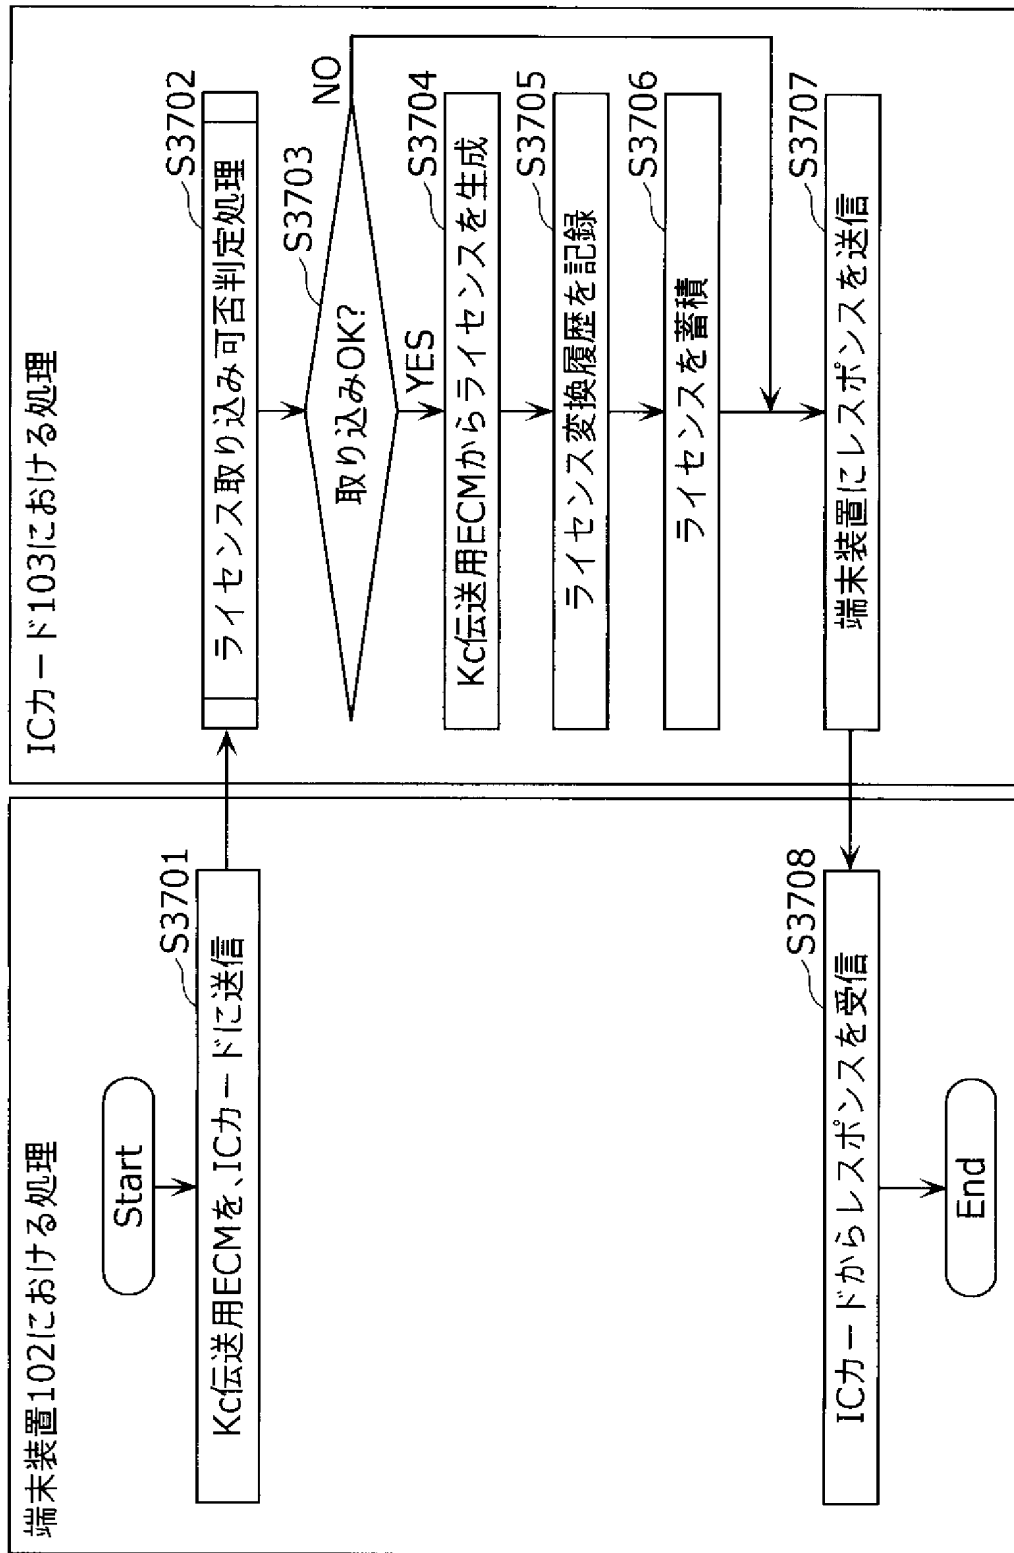 端末装置102における処理
Start
S3701
Kc伝送用ECMを、ICカードに送信
ICカード103における処理
S3702
ライセンス取り込み可否判定処理
S3703
取り込みOK?
NO
YES
S3704
Kc伝送用ECMからライセンスを生成
S3705
ライセンス変換履歴を記録
S3706
ライセンスを蓄積
S3707
端末装置にレスポンスを送信
S3708
ICカードからレスポンスを受信
End